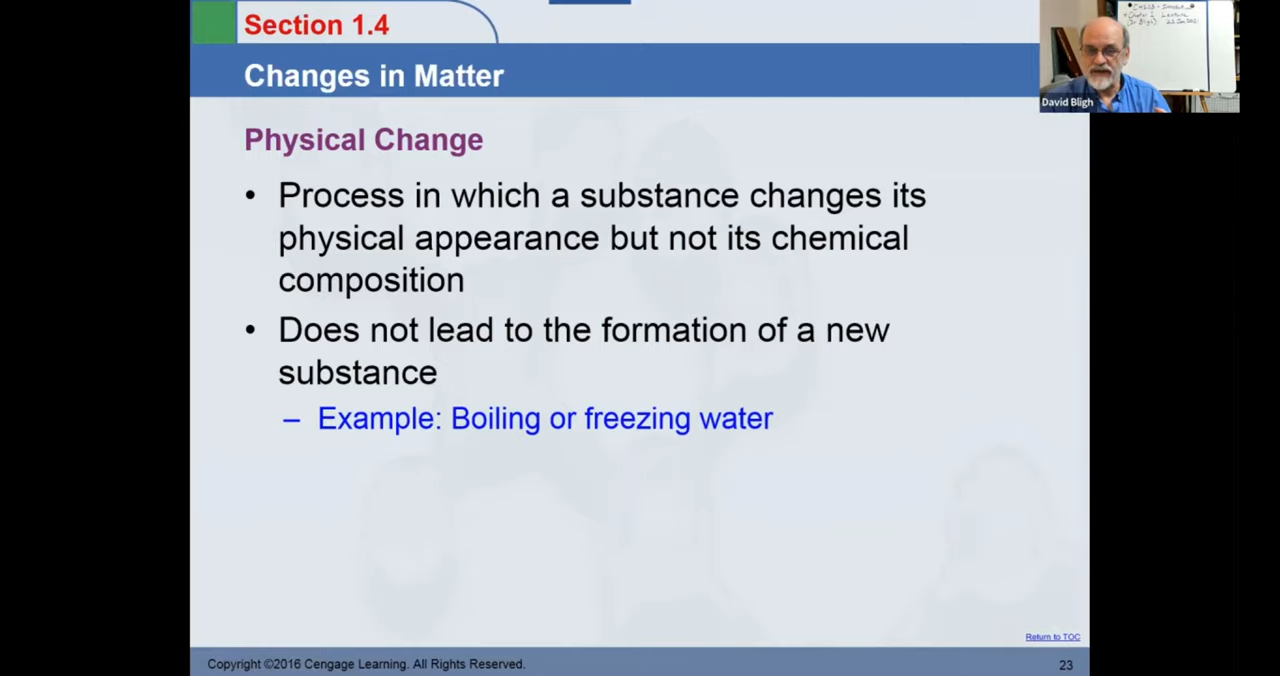 Section 1.4
Changes in Matter
Physical Change
• Process in which a substance changes its
physical appearance but not its chemical
composition
• Does not lead to the formation of a new
substance
– Example: Boiling or freezing water
Return to TOC
Copyright ©2016 Cengage Learning. All Rights Reserved.
23
David Bligh